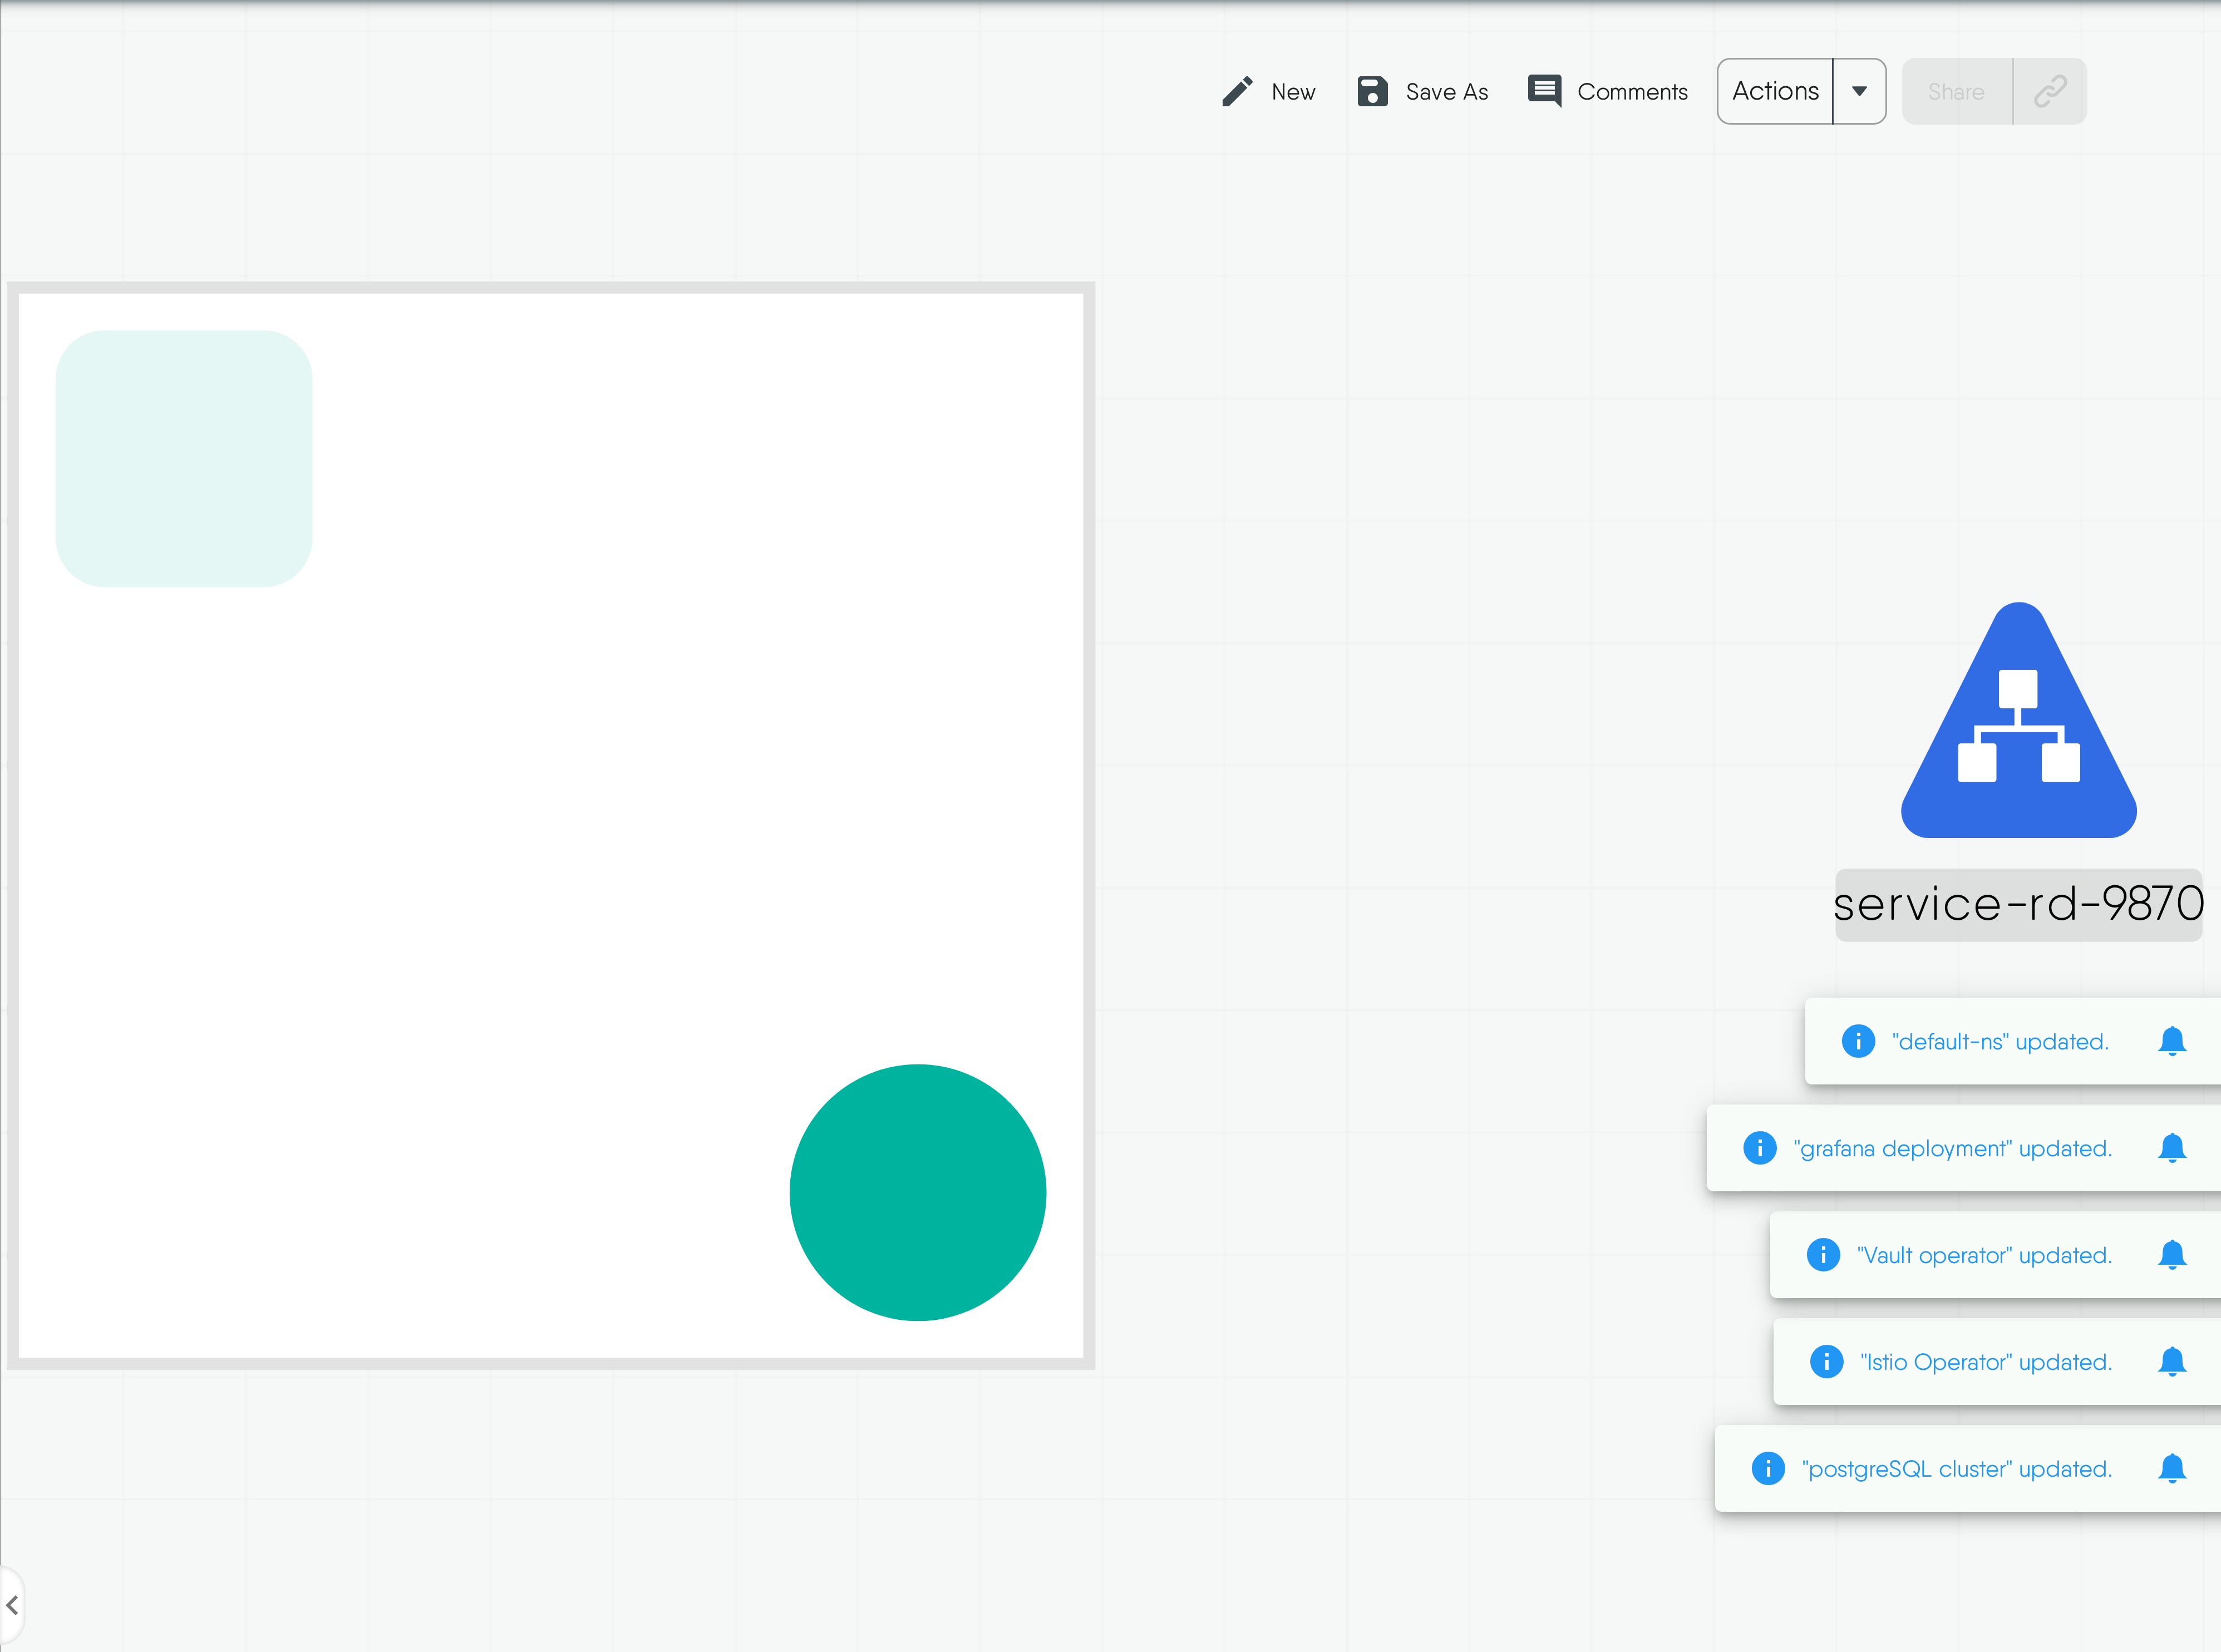 New Save As Comments Actions Share
service-rd-9870
"default-ns" updated.
"grafana deployment" updated.
"Vault operator" updated.
"Istio Operator" updated.
"postgreSQL cluster" updated.